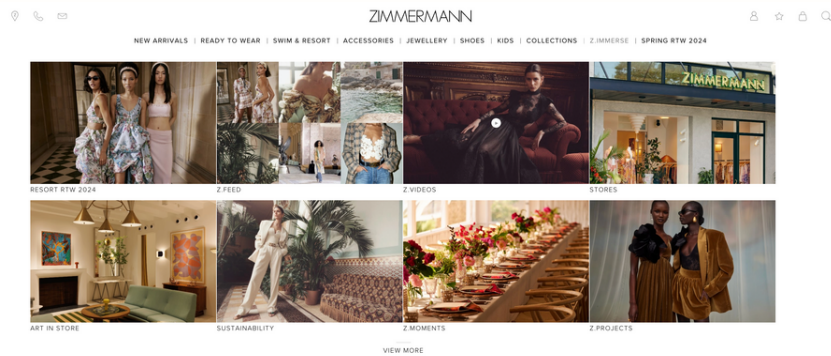 ZIMMERMANN
NEW ARRIVALS | READY TO WEAR | SWIM & RESORT | ACCESSORIES | JEWELLERY | SHOES | KIDS | COLLECTIONS | Z.IMMERSE | SPRING RTW 2024
ZIMMERMANN
RESORT RTW 2024
Z.FEED
Z.VIDEOS
STORES
ART IN STORE
SUSTAINABILITY
Z.MOMENTS
Z.PROJECTS
VIEW MORE